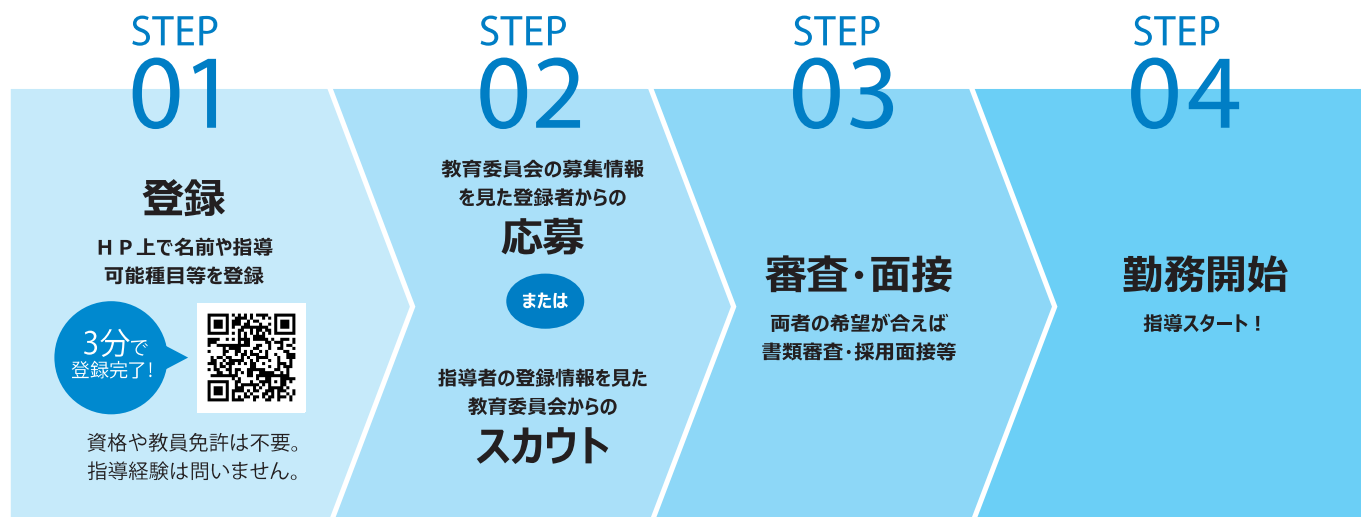 STEP
01
登録
ＨＰ上で名前や指導
可能種目等を登録
3分で
登録完了!
資格や教員免許は不要。
指導経験は問いません。
STEP
02
教育委員会の募集情報
を見た登録者からの
応募
または
指導者の登録情報を見た
教育委員会からの
スカウト
STEP
03
審査・面接
両者の希望が合えば
書類審査・採用面接等
STEP
04
勤務開始
指導スタート！